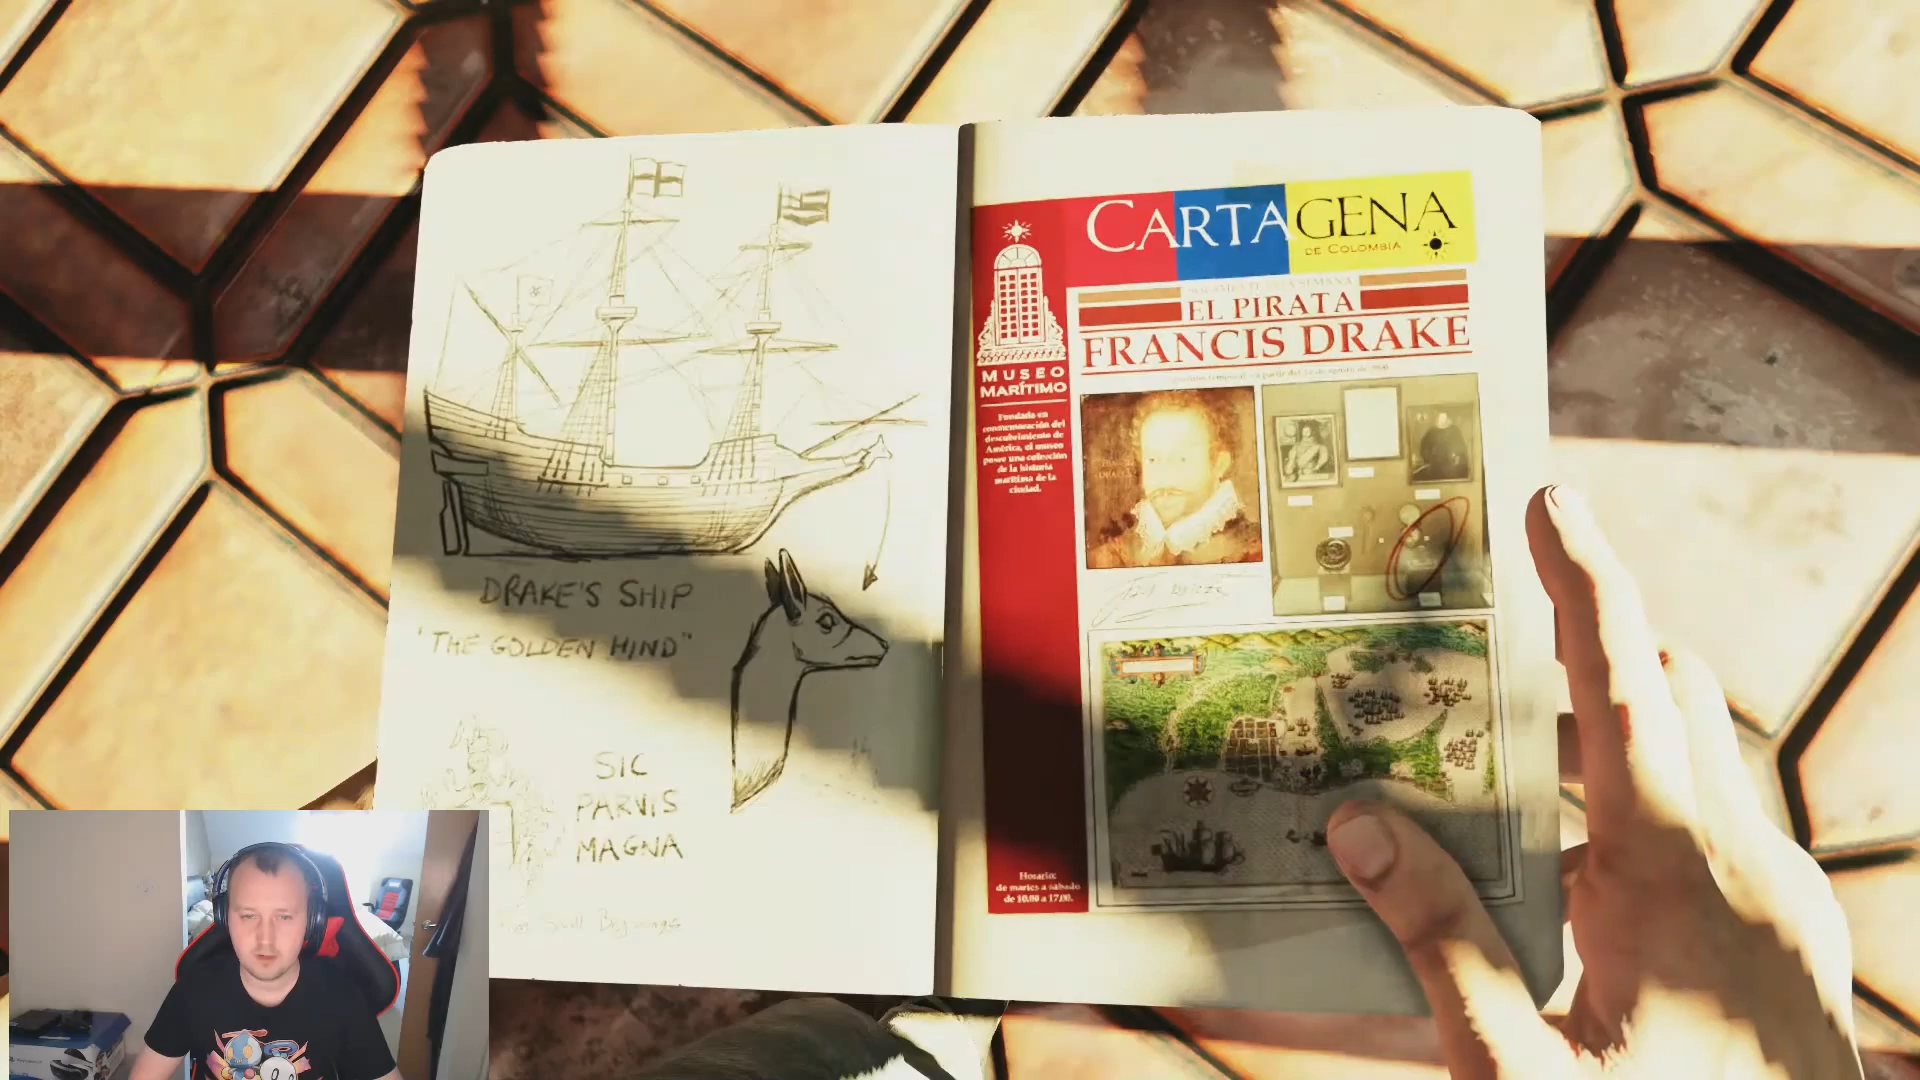 DRAKE'S SHIP
"THE GOLDEN HIND"
SIC
PARVIS
MAGNA
Small Beginnings
CARTAGENA
DE COLOMBIA
EL PIRATA
FRANCIS DRAKE
MUSEO
MARÍTIMO
Fundada en
conmemoración del
descubrimiento de
América, el museo
posee una colección
de la historia
marítima de la
ciudad.
Horario:
de martes a sábado
de 10.00 a 17.00.